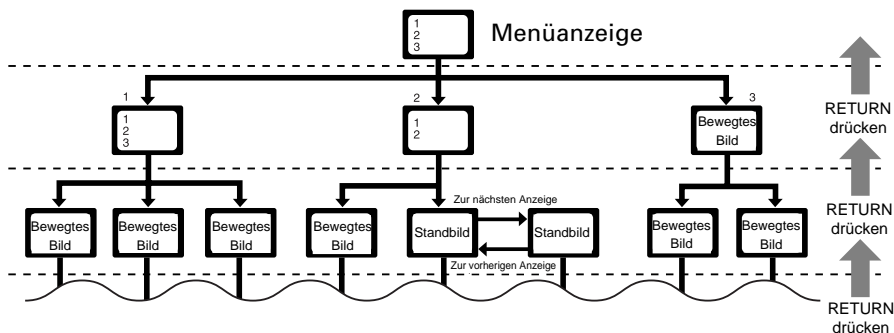 1
2
3
Menüanzeige
1
2
3
1
2
3
1
2
Bewegtes
Bild
RETURN
drücken
Zur nächsten Anzeige
Bewegtes
Bild
Bewegtes
Bild
Bewegtes
Bild
Bewegtes
Bild
Standbild
Standbild
Bewegtes
Bild
Bewegtes
Bild
RETURN
drücken
Zur vorherigen Anzeige
RETURN
drücken